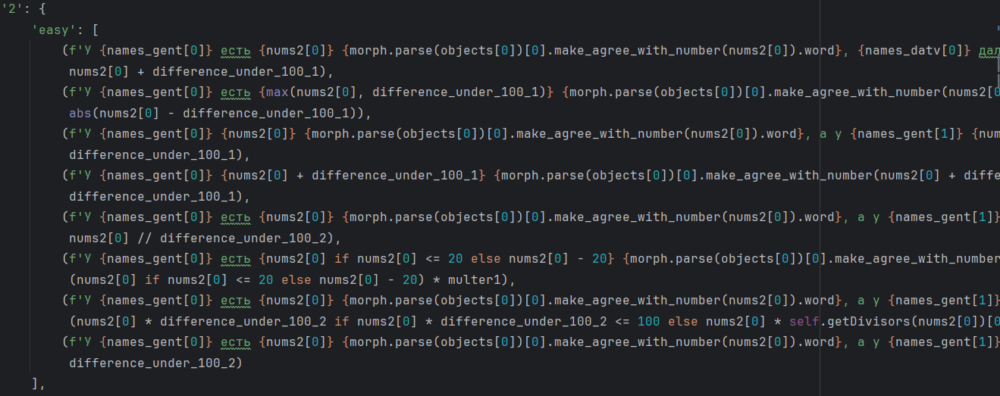 '2': {
'easy': [
(f'У {names_gent[0]} есть {nums2[0]} {morph.parse(objects[0])[0].make_agree_with_number(nums2[0]).word}, {names_datv[0]}
nums2[0] + difference_under_100_1),
(f'У {names_gent[0]} есть {max(nums2[0], difference_under_100_1)} {morph.parse(objects[0])[0].make_agree_with_number(nums2[0
abs(nums2[0] - difference_under_100_1)),
(f'У {names_gent[0]} {nums2[0]} {morph.parse(objects[0])[0].make_agree_with_number(nums2[0]).word}, а у {names_gent[1]} {num
difference_under_100_1),
(f'У {names_gent[0]} {nums2[0] + difference_under_100_1} {morph.parse(objects[0])[0].make_agree_with_number(nums2[0] + diffe
difference_under_100_1),
(f'У {names_gent[0]} есть {nums2[0]} {morph.parse(objects[0])[0].make_agree_with_number(nums2[0]).word}, а у {names_gent[1]}
nums2[0] // difference_under_100_2),
(f'У {names_gent[0]} есть {nums2[0] if nums2[0] <= 20 else nums2[0] - 20} {morph.parse(objects[0])[0].make_agree_with_number
(nums2[0] if nums2[0] <= 20 else nums2[0] - 20) * multer1),
(f'У {names_gent[0]} есть {nums2[0]} {morph.parse(objects[0])[0].make_agree_with_number(nums2[0]).word}, а у {names_gent[1]}
(nums2[0] * difference_under_100_2 if nums2[0] * difference_under_100_2 <= 100 else nums2[0] * self.getDivisors(nums2[0])[0
(f'У {names_gent[0]} есть {nums2[0]} {morph.parse(objects[0])[0].make_agree_with_number(nums2[0]).word}, а у {names_gent[1]}
difference_under_100_2)
],